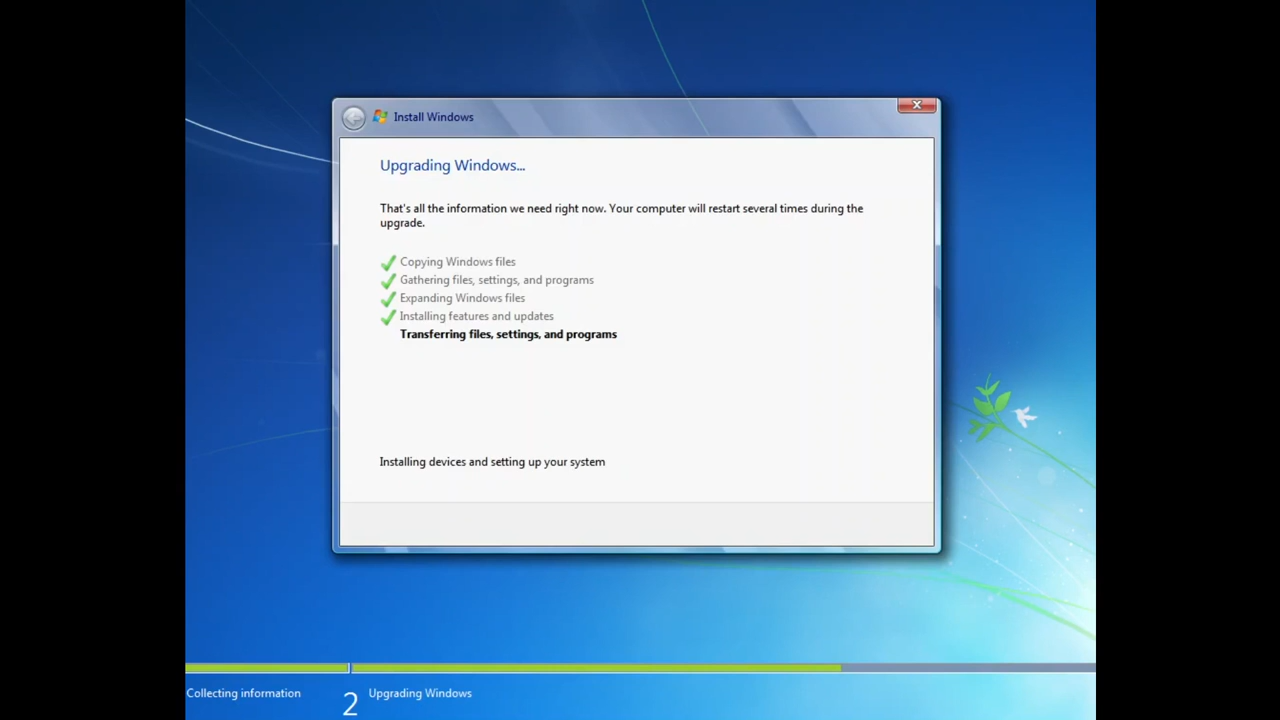 Install Windows
Upgrading Windows...
That's all the information we need right now. Your computer will restart several times during the
upgrade.
Copying Windows files
Gathering files, settings, and programs
Expanding Windows files
Installing features and updates
Transferring files, settings, and programs
Installing devices and setting up your system
Collecting information
2 Upgrading Windows